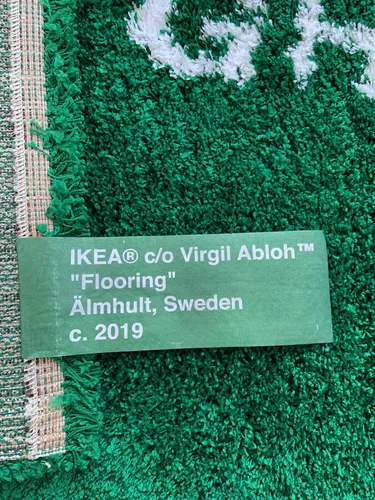 IKEA® c/o Virgil Abloh™
"Flooring"
Älmhult, Sweden
c. 2019